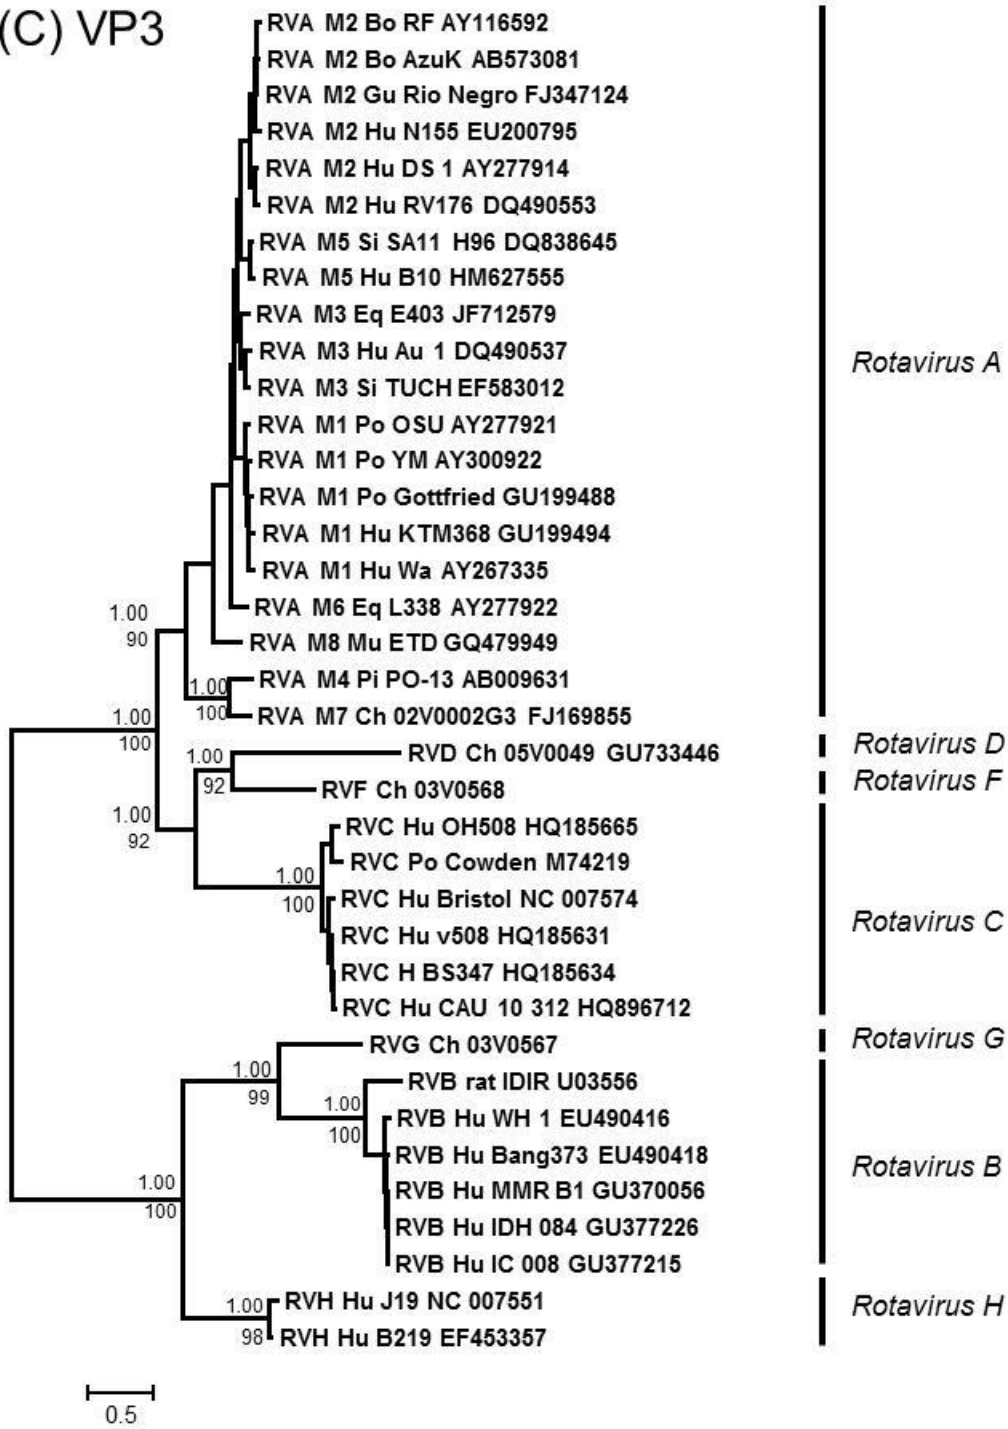 (C) VP3
RVA M2 Bo RF AY116592
RVA M2 Bo AzuK AB573081
RVA M2 Gu Rio Negro FJ347124
RVA M2 Hu N155 EU200795
RVA M2 Hu DS 1 AY277914
RVA M2 Hu RV176 DQ490553
RVA M5 Si SA11 H96 DQ838645
RVA M5 Hu B10 HM627555
RVA M3 Eq E403 JF712579
RVA M3 Hu Au 1 DQ490537
Rotavirus A
RVA M3 Si TUCH EF583012
RVA M1 Po OSU AY277921
RVA M1 Po YM AY300922
RVA M1 Po Gottfried GU199488
RVA M1 Hu KTM368 GU199494
RVA M1 Hu Wa AY267335
RVA M6 Eq L338 AY277922
1.00
90
RVA M8 Mu ETD GQ479949
RVA M4 Pi PO-13 AB009631
1.00
100
RVA M7 Ch 02V0002G3 FJ169855
1.00
100
RVD Ch 05V0049 GU733446
Rotavirus D
1.00
92
RVF Ch 03V0568
Rotavirus F
1.00
92
RVC Hu OH508 HQ185665
RVC Po Cowden M74219
1.00
100
RVC Hu Bristol NC 007574
Rotavirus C
RVC Hu v508 HQ185631
RVC H BS347 HQ185634
RVC Hu CAU 10 312 HQ896712
RVG Ch 03V0567
Rotavirus G
1.00
99
RVB rat IDIR U03556
1.00
100
RVB Hu WH 1 EU490416
RVB Hu Bang373 EU490418
Rotavirus B
RVB Hu MMR B1 GU370056
1.00
100
RVB Hu IDH 084 GU377226
RVB Hu IC 008 GU377215
RVH Hu J19 NC 007551
Rotavirus H
1.00
98
RVH Hu B219 EF453357
0.5